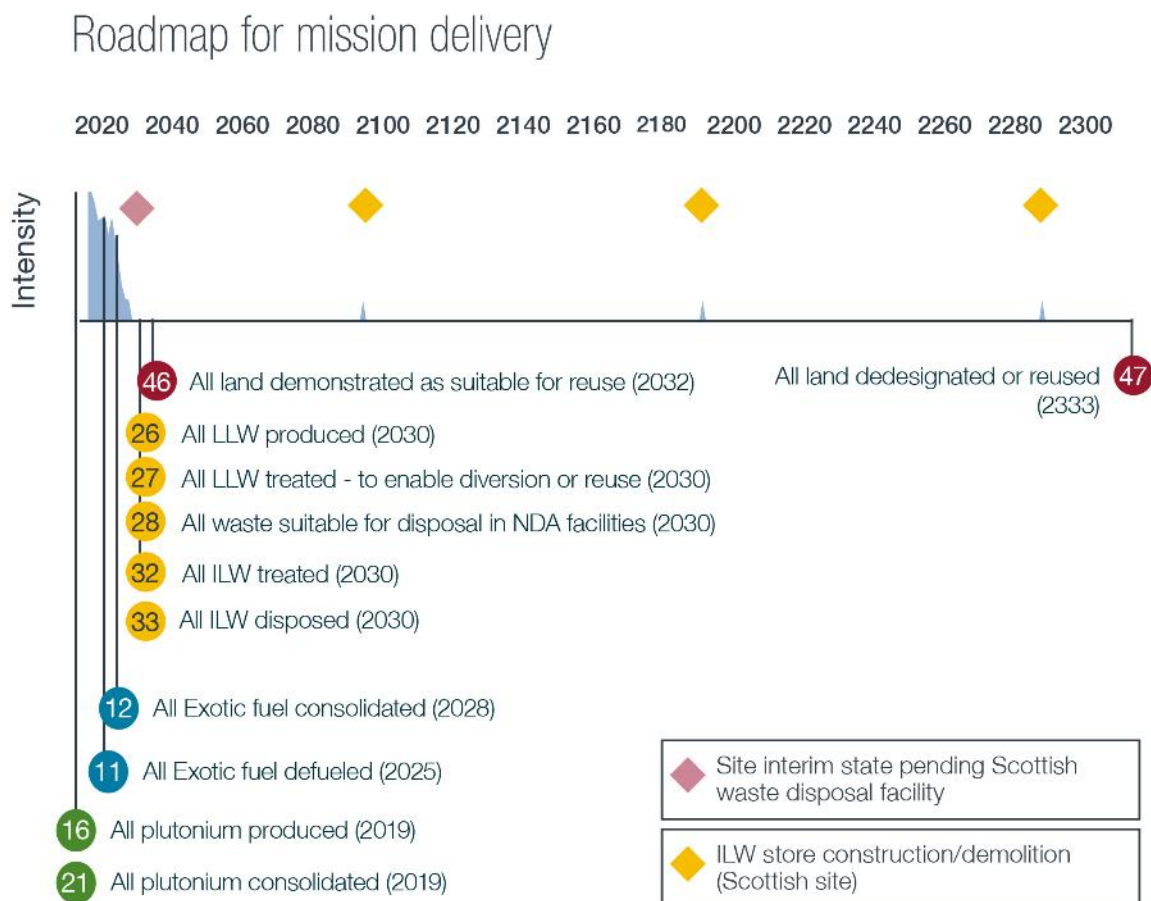 Roadmap for mission delivery
2020 2040 2060 2080 2100 2120 2140 2160 2180 2200 2220 2240 2260 2280 2300
Intensity
46 All land demonstrated as suitable for reuse (2032)
All land dedesignated or reused 47
(2333)
26 All LLW produced (2030)
27 All LLW treated - to enable diversion or reuse (2030)
28 All waste suitable for disposal in NDA facilities (2030)
32 All ILW treated (2030)
33 All ILW disposed (2030)
12 All Exotic fuel consolidated (2028)
11 All Exotic fuel defueled (2025)
16 All plutonium produced (2019)
21 All plutonium consolidated (2019)
Site interim state pending Scottish
waste disposal facility
ILW store construction/demolition
(Scottish site)